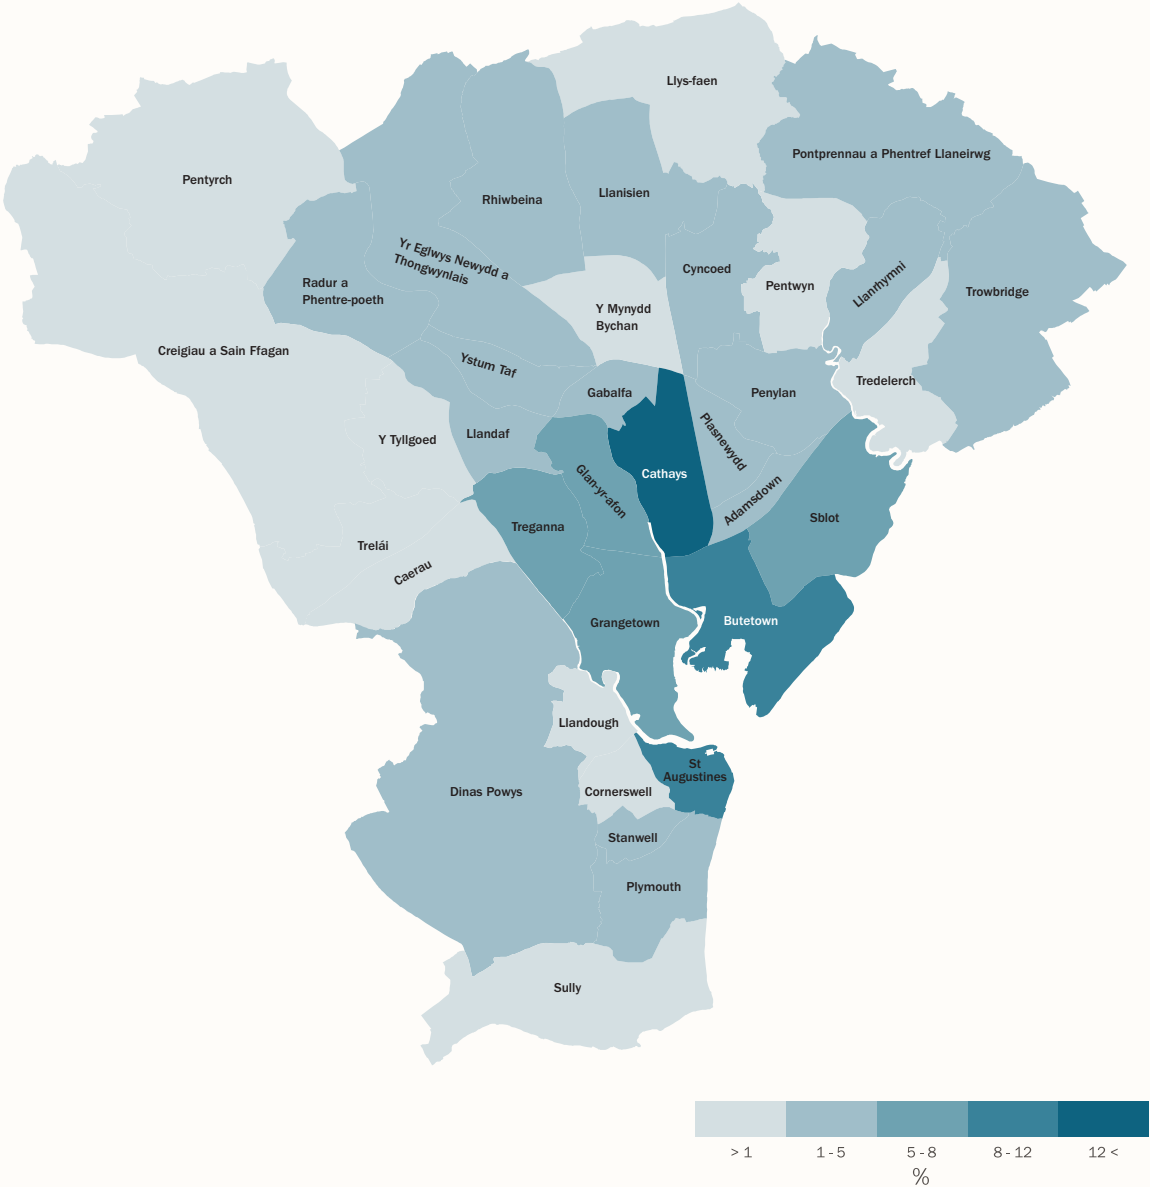 Llys-faen
Pontprennau a Phentref Llaneirwg
Pentyrch
Rhiwbeina
Llanisien
Yr Eglwys Newydd a
Thongwynlais
Cyncoed
Pentwyn
Llanrhymni
Trowbridge
Radur a
Phentre-poeth
Y Mynydd
Bychan
Creigiau a Sain Ffagan
Ystum Taf
Tredelerch
Gabalfa
Penylan
Y Tyllgoed
Llandaf
Plasnewydd
Cathays
Glan-yr-afon
Adamsdown
Treganna
Sblot
Trelái
Caerau
Grangetown
Butetown
Llandough
St
Augustines
Dinas Powys
Cornerswell
Stanwell
Plymouth
Sully
> 1
1 - 5
5 - 8
8 - 12
12 <
%